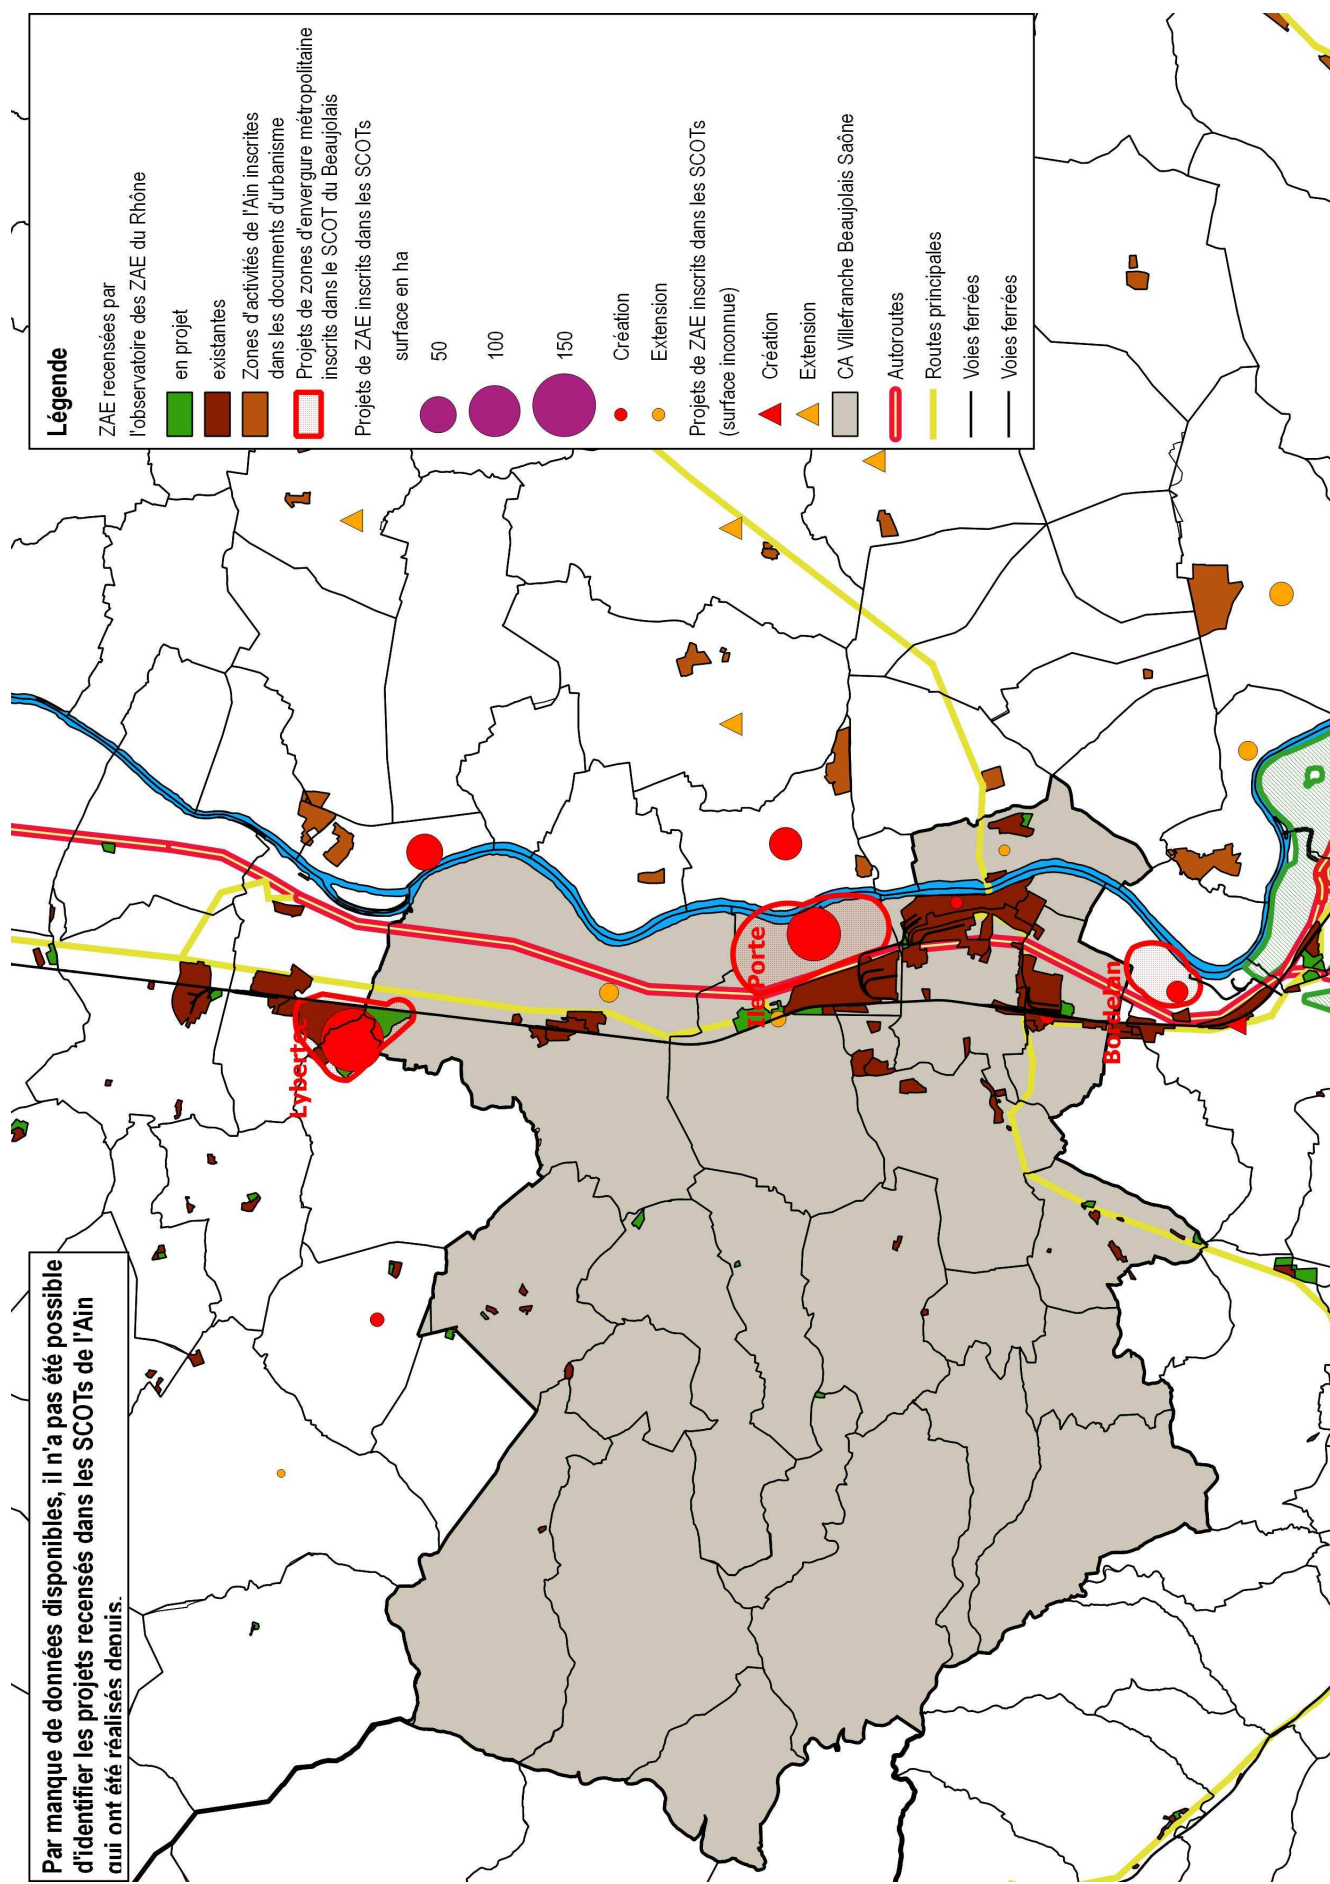 Par manque de données disponibles, il n'a pas été possible
d'identifier les projets recensés dans les SCOTs de l'Ain
qui ont été réalisés depuis.
Légende
ZAE recensées par
l'observatoire des ZAE du Rhône
en projet
existantes
Zones d'activités de l'Ain inscrites
dans les documents d'urbanisme
Projets de zones d'envergure métropolitaine
inscrits dans le SCOT du Beaujolais
Projets de ZAE inscrits dans les SCOTs
surface en ha
50
100
150
Création
Extension
Projets de ZAE inscrits dans les SCOTs
(surface inconnue)
Création
Extension
CA Villefranche Beaujolais Saône
Autoroutes
Routes principales
Voies ferrées
Voies ferrées
Lybertec
Ile Porte
Bordelan